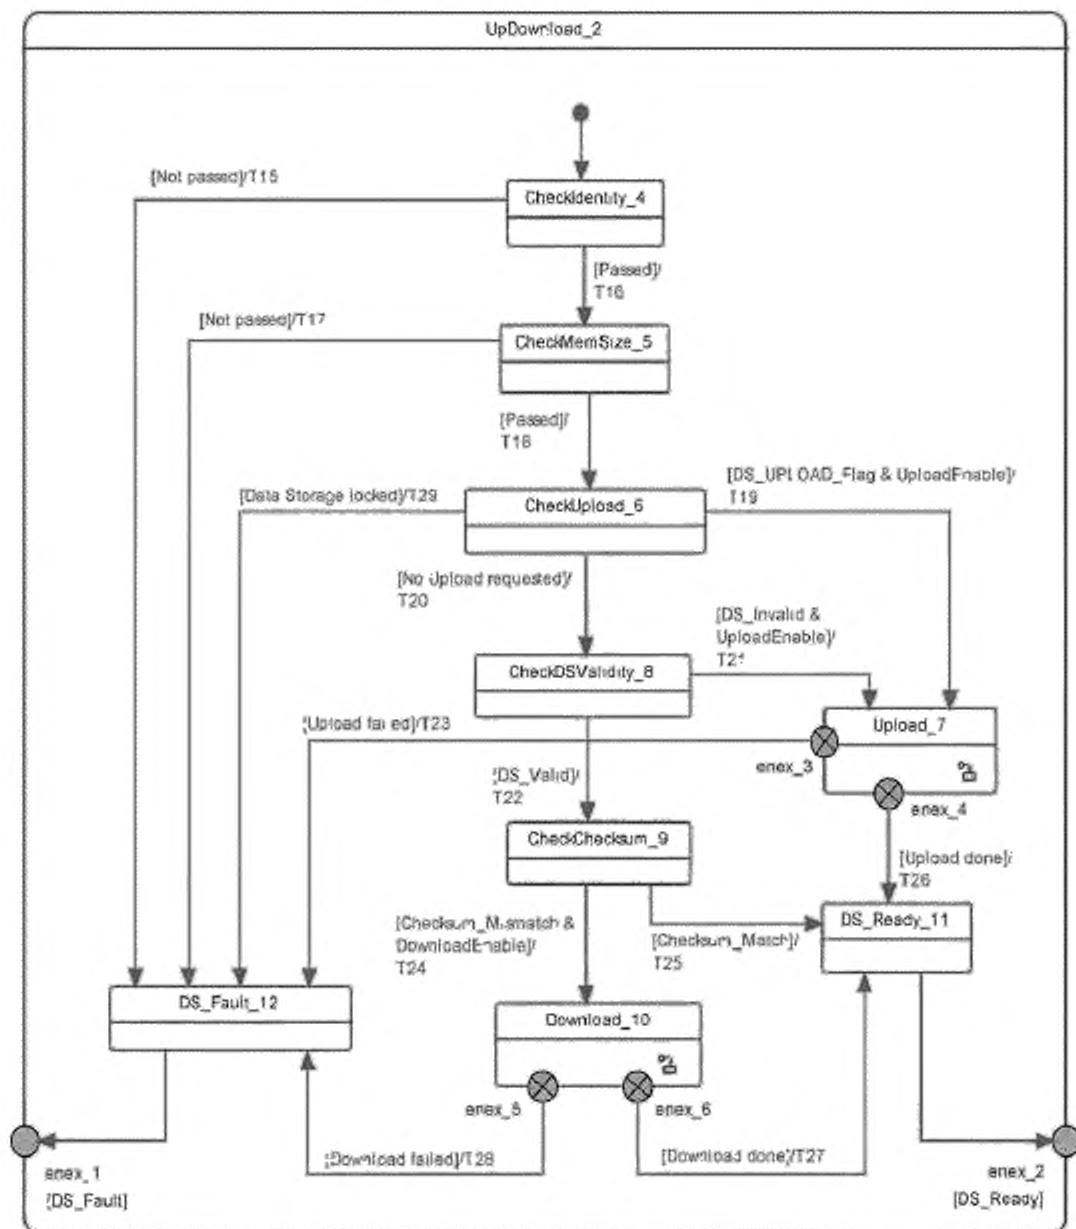 UpDownload_2
[Not passed]/T15
CheckIdentity_4
[Passed]/
T16
[Not passed]/T17
CheckMemSize_5
[Passed]/
T18
[DS_UPLOAD_Flag & UploadEnable]/
T19
[Data Storage locked]/T29
CheckUpload_6
[No Upload requested]/
T20
[DS_Invalid &
UploadEnable]/
T21
CheckDSValidity_8
[Upload failed]/T23
Upload_7
enex_3
[DS_Valid]/
T22
enex_4
CheckChecksum_9
[Upload done]/
T26
[Checksum_Mismatch &
DownloadEnable]/
T24
[Checksum_Match]/
T25
DS_Ready_11
DS_Fault_12
Download_10
enex_5
enex_6
[Download failed]/T28
[Download done]/T27
enex_1
[DS_Fault]
enex_2
[DS_Ready]